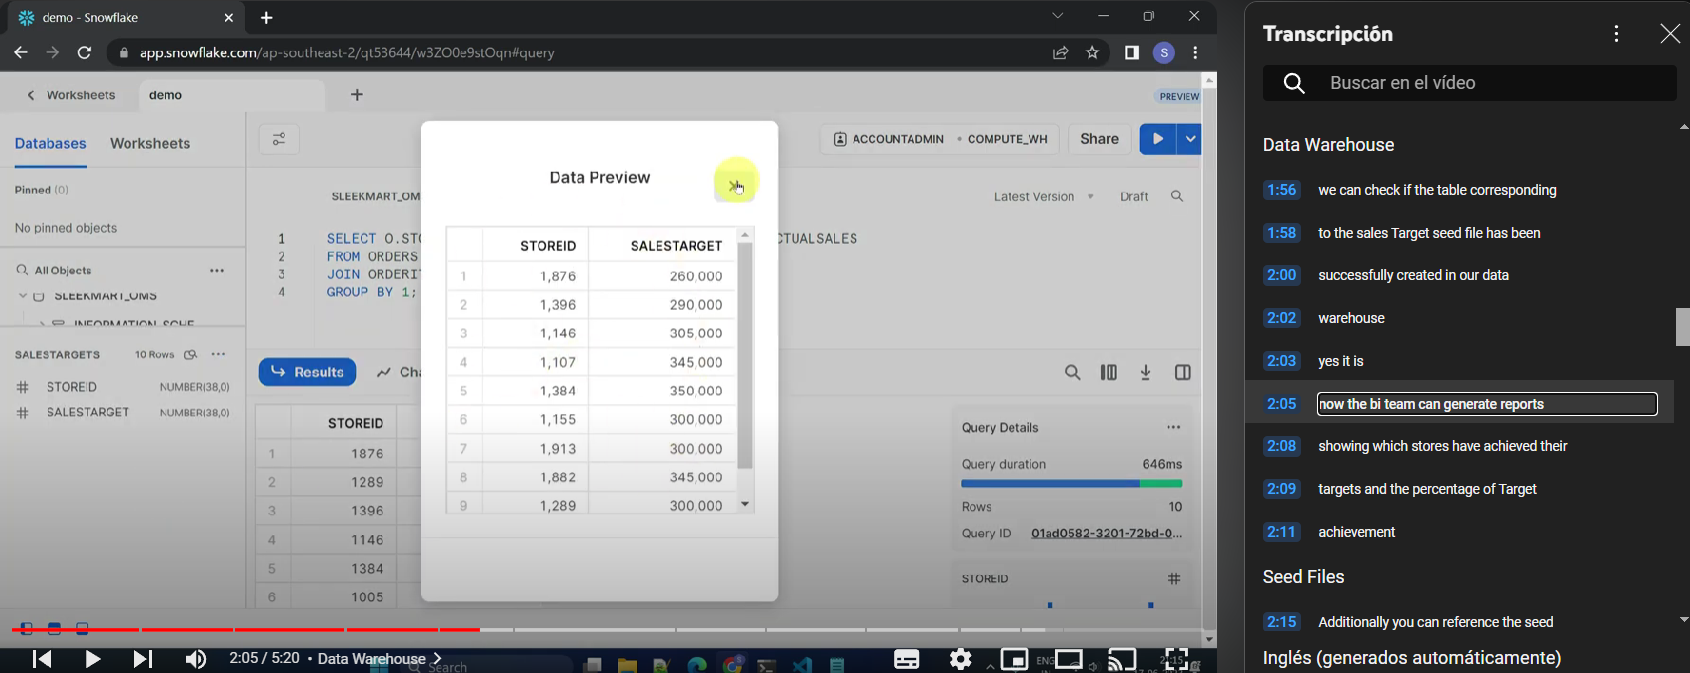 demo - Snowflake
app.snowflake.com/ap-southeast-2/qt53644/w3ZO0e9stOqn#query
S
Worksheets
demo
PREVIEW
Databases
Worksheets
ACCOUNTADMIN
COMPUTE_WH
Share
Pinned (0)
No pinned objects
All Objects
SLEEKMART_OMS
INFORMATION_SCHE
SALESTARGETS
10 Rows
STOREID NUMBER(38,0)
SALESTARGET NUMBER(38,0)
SLEEKMART_OM
Latest Version
Draft
1 SELECT O.STO CTUALSALES
2 FROM ORDERS
3 JOIN ORDERIT
4 GROUP BY 1;
Results
Cha
STOREID
1 1876
2 1289
3 1396
4 1146
5 1384
6 1005
Data Preview
STOREID SALESTARGET
1 1,876 260,000
2 1,396 290,000
3 1,146 305,000
4 1,107 345,000
5 1,384 350,000
6 1,155 300,000
7 1,913 300,000
8 1,882 345,000
9 1,289 300,000
Query Details
Query duration 646ms
Rows 10
Query ID 01ad0582-3201-72bd-0...
STOREID
2:05 / 5:20 • Data Warehouse
Search
ENG
Transcripción
Buscar en el vídeo
Data Warehouse
1:56 we can check if the table corresponding
1:58 to the sales Target seed file has been
2:00 successfully created in our data
2:02 warehouse
2:03 yes it is
2:05 now the bi team can generate reports
2:08 showing which stores have achieved their
2:09 targets and the percentage of Target
2:11 achievement
Seed Files
2:15 Additionally you can reference the seed
Inglés (generados automáticamente)